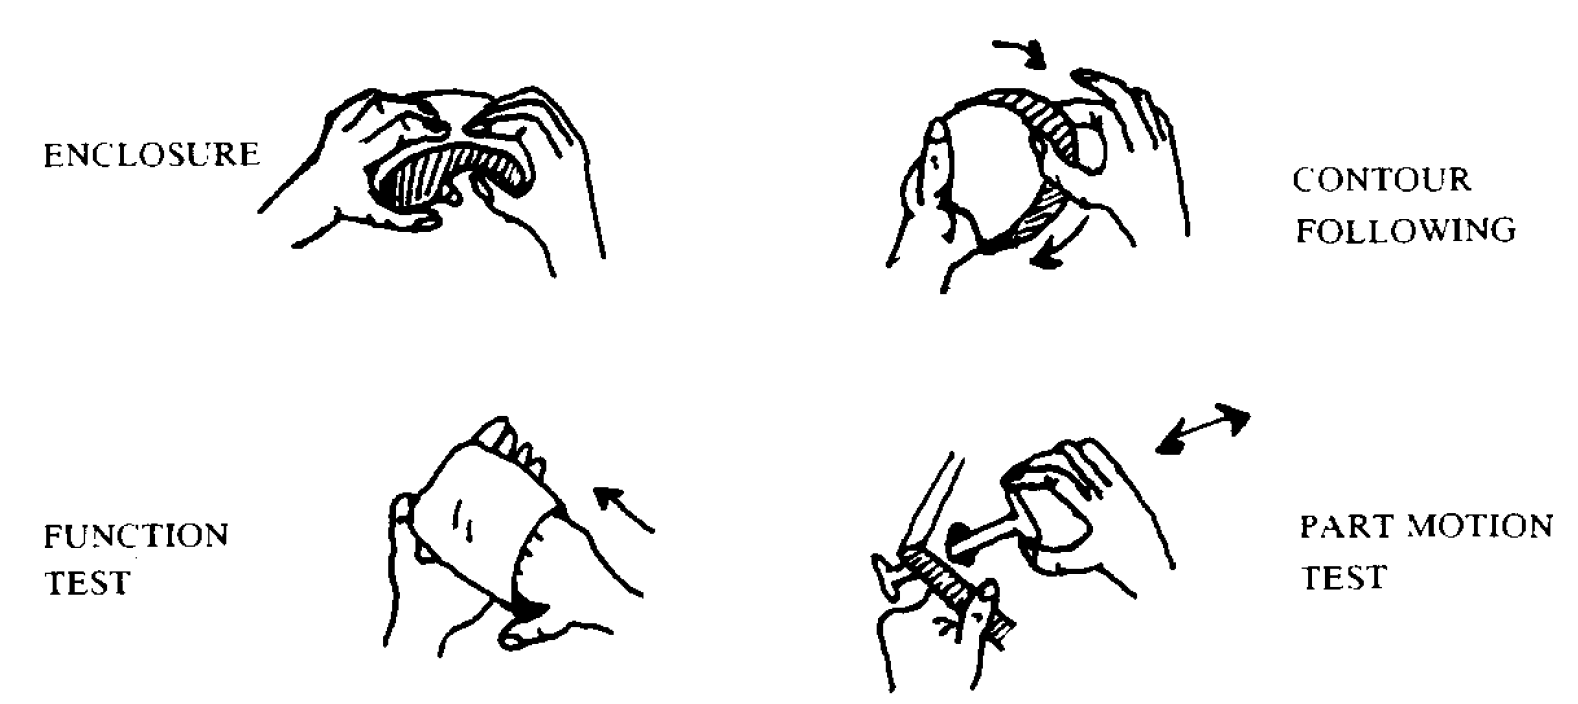 ENCLOSURE
CONTOUR
FOLLOWING
FUNCTION
TEST
PART MOTION
TEST